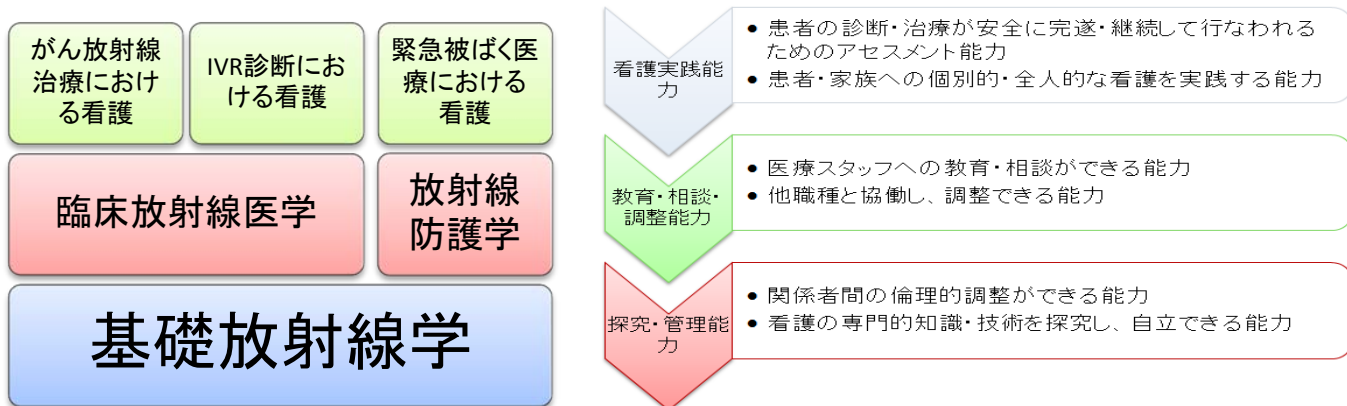 がん放射線
治療におけ
る看護
IVR診断にお
ける看護
緊急被ばく医
療における
看護
臨床放射線医学
放射線
防護学
基礎放射線学
看護実践能
力
• 患者の診断・治療が安全に完遂・継続して行なわれる
ためのアセスメント能力
• 患者・家族への個別的・全人的な看護を実践する能力
教育・相談・
調整能力
• 医療スタッフへの教育・相談ができる能力
• 他職種と協働し、調整できる能力
探究・管理能
力
• 関係者間の倫理的調整ができる能力
• 看護の専門的知識・技術を探究し、自立できる能力